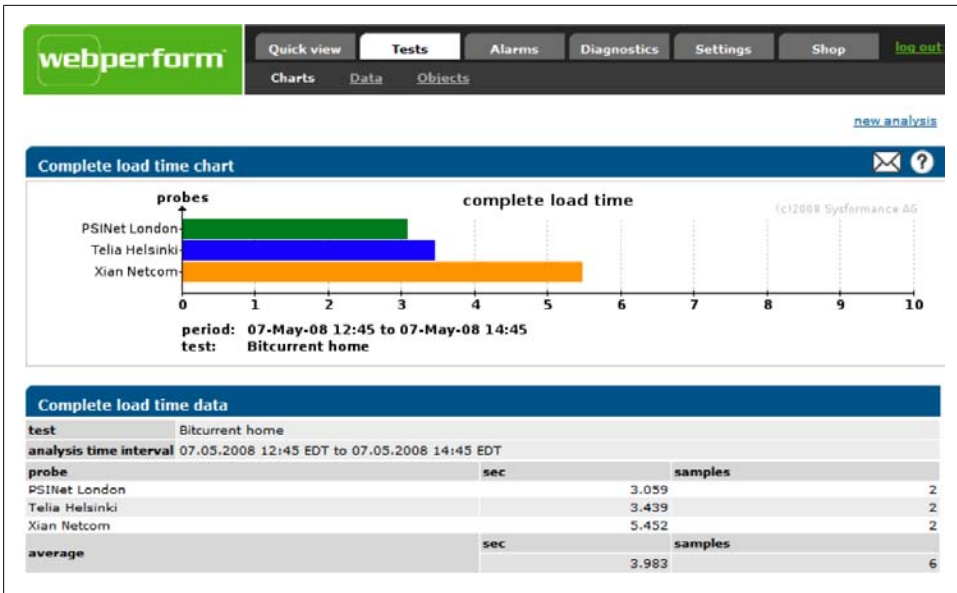 webperform
Quick view Tests Alarms Diagnostics Settings Shop log out
Charts Data Objects
new analysis
Complete load time chart
?
probes complete load time
(c)2008 Sysformance AG
PSINet London
Telia Helsinki
Xian Netcom
0 1 2 3 4 5 6 7 8 9 10
period: 07-May-08 12:45 to 07-May-08 14:45
test: Bitcurrent home
Complete load time data
test Bitcurrent home
analysis time interval 07.05.2008 12:45 EDT to 07.05.2008 14:45 EDT
probe sec samples
PSINet London 3.059 2
Telia Helsinki 3.439 2
Xian Netcom 5.452 2
average sec samples
3.983 6